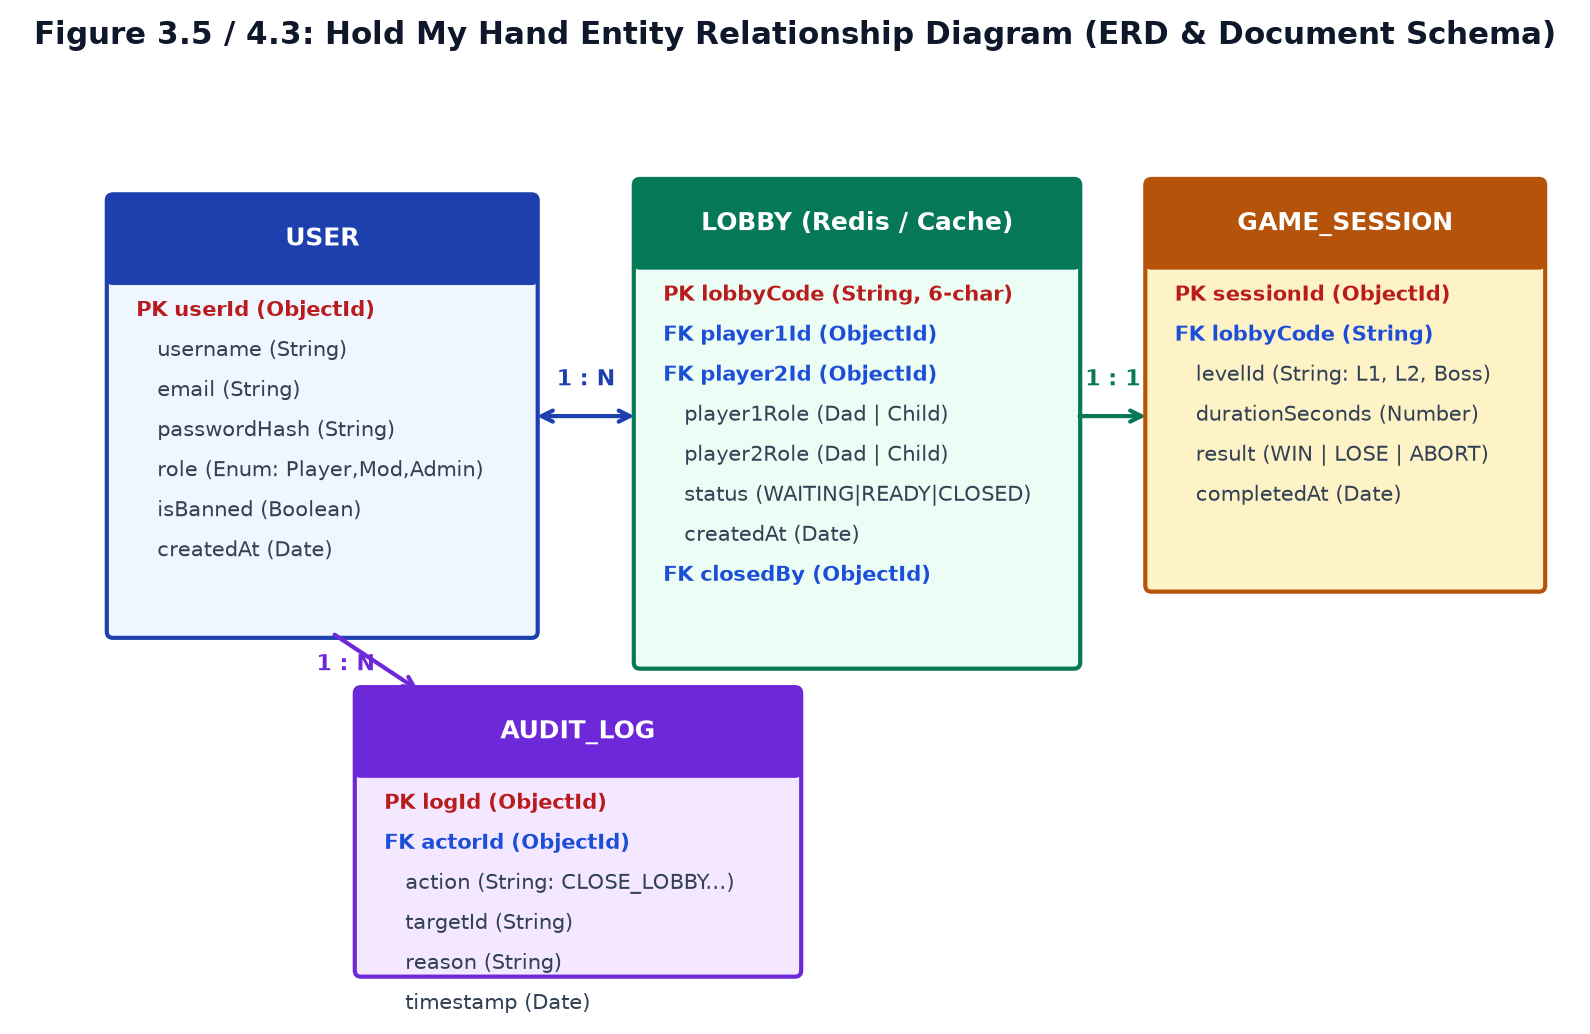 Figure 3.5 / 4.3: Hold My Hand Entity Relationship Diagram (ERD & Document Schema)
USER
PK userId (ObjectId)
username (String)
email (String)
passwordHash (String)
role (Enum: Player,Mod,Admin)
isBanned (Boolean)
createdAt (Date)
1 : N
LOBBY (Redis / Cache)
PK lobbyCode (String, 6-char)
FK player1Id (ObjectId)
FK player2Id (ObjectId)
player1Role (Dad | Child)
player2Role (Dad | Child)
status (WAITING|READY|CLOSED)
createdAt (Date)
FK closedBy (ObjectId)
1 : 1
GAME_SESSION
PK sessionId (ObjectId)
FK lobbyCode (String)
levelId (String: L1, L2, Boss)
durationSeconds (Number)
result (WIN | LOSE | ABORT)
completedAt (Date)
1 : N
AUDIT_LOG
PK logId (ObjectId)
FK actorId (ObjectId)
action (String: CLOSE_LOBBY...)
targetId (String)
reason (String)
timestamp (Date)